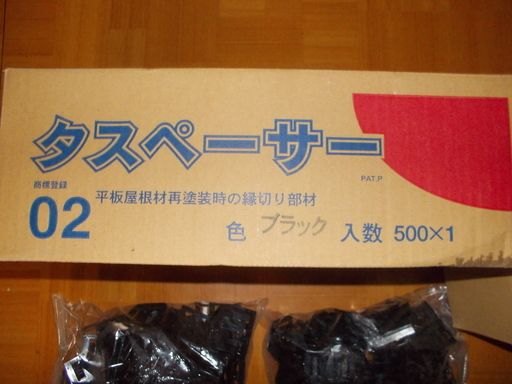 タスペーサー
商標登録
PAT.P
02 平板屋根材再塗装時の縁切り部材
色 ブラック 入数 500×1